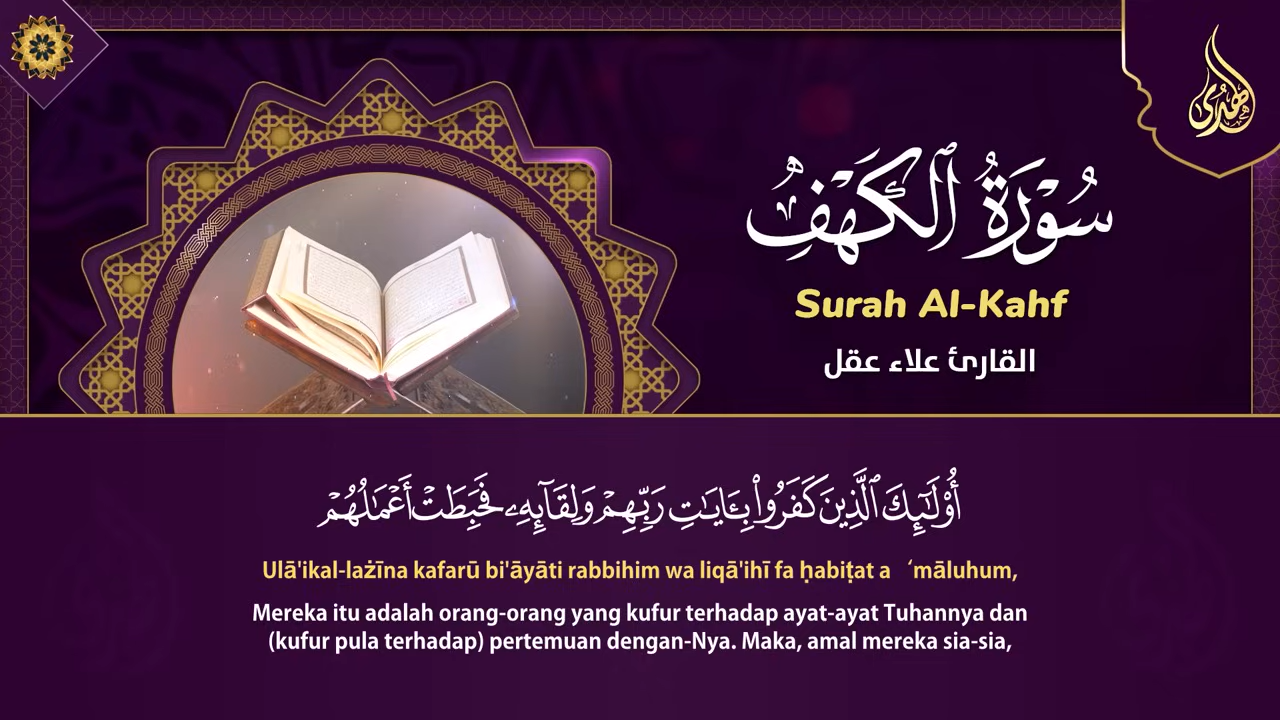 الهدى
سُورَةُ ٱلْكَهْفِ
Surah Al-Kahf
القارئ علاء عقل
أُو۟لَـٰٓئِكَ ٱلَّذِينَ كَفَرُوا۟ بِـَٔايَـٰتِ رَبِّهِمْ وَلِقَآئِهِۦ فَحَبِطَتْ أَعْمَـٰلُهُمْ
Ulā'ikal-lażīna kafarū bi'āyāti rabbihim wa liqā'ihī fa ḥabiṭat a ‘māluhum,
Mereka itu adalah orang-orang yang kufur terhadap ayat-ayat Tuhannya dan
(kufur pula terhadap) pertemuan dengan-Nya. Maka, amal mereka sia-sia,